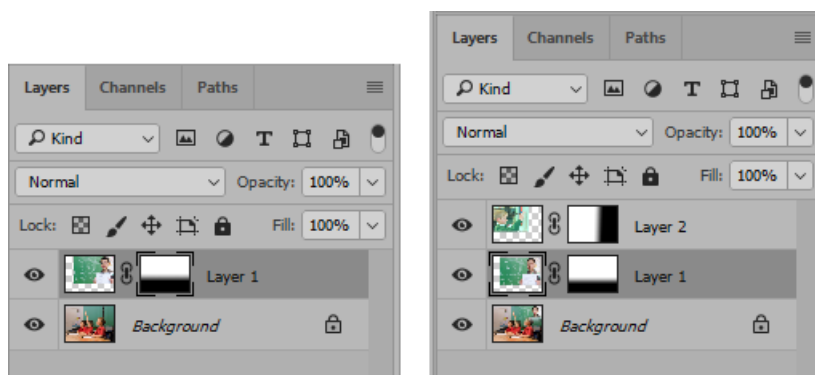 Layers Channels Paths
Kind T
Normal Opacity: 100%
Lock: Fill: 100%
Layer 1
Background
Layers Channels Paths
Kind T
Normal Opacity: 100%
Lock: Fill: 100%
Layer 2
Layer 1
Background